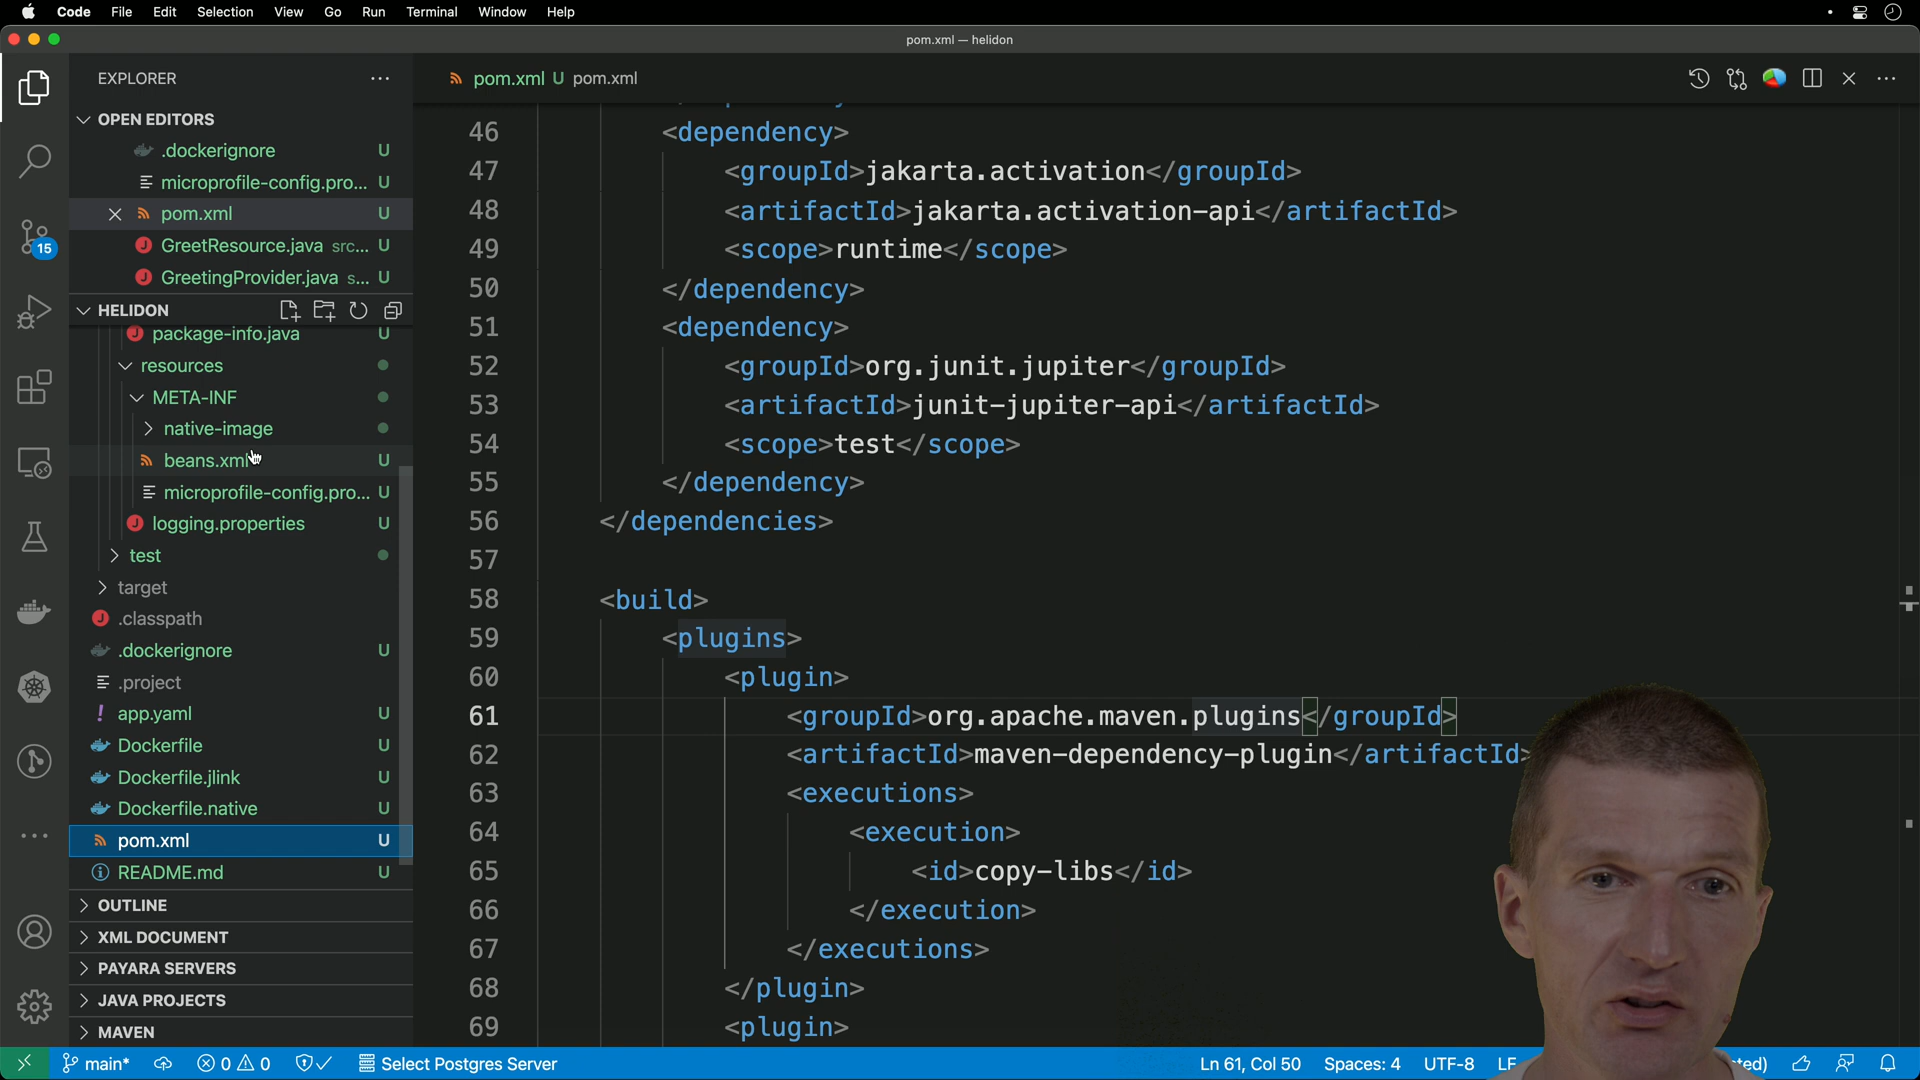 Code File Edit Selection View Go Run Terminal Window Help
pom.xml — helidon
EXPLORER
pom.xml U pom.xml
OPEN EDITORS
.dockerignore U
microprofile-config.pro... U
pom.xml U
GreetResource.java src... U
GreetingProvider.java s... U
HELIDON
package-info.java U
resources
META-INF
native-image
beans.xml U
microprofile-config.pro... U
logging.properties U
test
target
.classpath
.dockerignore U
.project
! app.yaml U
Dockerfile U
Dockerfile.jlink U
Dockerfile.native U
pom.xml U
README.md U
OUTLINE
XML DOCUMENT
PAYARA SERVERS
JAVA PROJECTS
MAVEN
15
46 <dependency>
47 <groupId>jakarta.activation</groupId>
48 <artifactId>jakarta.activation-api</artifactId>
49 <scope>runtime</scope>
50 </dependency>
51 <dependency>
52 <groupId>org.junit.jupiter</groupId>
53 <artifactId>junit-jupiter-api</artifactId>
54 <scope>test</scope>
55 </dependency>
56 </dependencies>
57
58 <build>
59 <plugins>
60 <plugin>
61 <groupId>org.apache.maven.plugins</groupId>
62 <artifactId>maven-dependency-plugin</artifactId>
63 <executions>
64 <execution>
65 <id>copy-libs</id>
66 </execution>
67 </executions>
68 </plugin>
69 <plugin>
main* 0 0 Select Postgres Server Ln 61, Col 50 Spaces: 4 UTF-8 LF